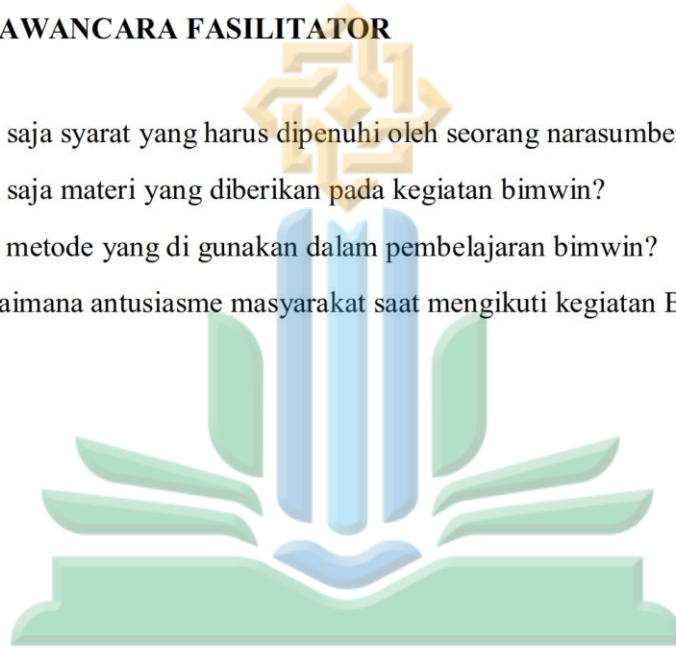 AWANCARA FASILITATOR
saja syarat yang harus dipenuhi oleh seorang narasumbe
saja materi yang diberikan pada kegiatan bimwin?
metode yang di gunakan dalam pembelajaran bimwin?
aimana antusiasme masyarakat saat mengikuti kegiatan B